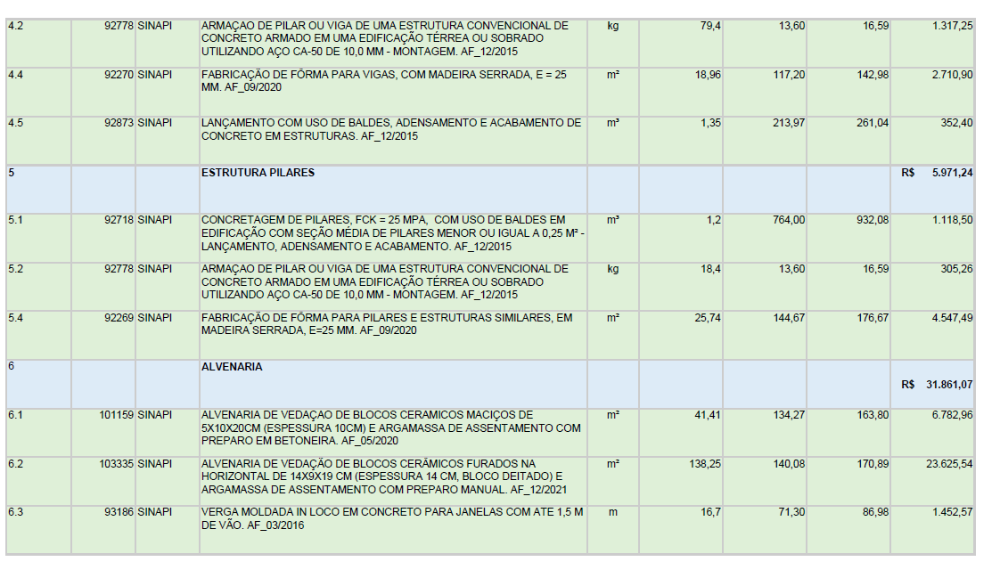 4.2 92778 SINAPI ARMAÇAO DE PILAR OU VIGA DE UMA ESTRUTURA CONVENCIONAL DE kg 79,4 13,60 16,59 1.317,25
CONCRETO ARMADO EM UMA EDIFICAÇÃO TÉRREA OU SOBRADO
UTILIZANDO AÇO CA-50 DE 10,0 MM - MONTAGEM. AF_12/2015
4.4 92270 SINAPI FABRICAÇÃO DE FÔRMA PARA VIGAS, COM MADEIRA SERRADA, E = 25 m² 18,96 117,20 142,98 2.710,90
MM. AF_09/2020
4.5 92873 SINAPI LANÇAMENTO COM USO DE BALDES, ADENSAMENTO E ACABAMENTO DE m³ 1,35 213,97 261,04 352,40
CONCRETO EM ESTRUTURAS. AF_12/2015
5 ESTRUTURA PILARES R$ 5.971,24
5.1 92718 SINAPI CONCRETAGEM DE PILARES, FCK = 25 MPA, COM USO DE BALDES EM m³ 1,2 764,00 932,08 1.118,50
EDIFICAÇÃO COM SEÇÃO MÉDIA DE PILARES MENOR OU IGUAL A 0,25 M² -
LANÇAMENTO, ADENSAMENTO E ACABAMENTO. AF_12/2015
5.2 92778 SINAPI ARMAÇAO DE PILAR OU VIGA DE UMA ESTRUTURA CONVENCIONAL DE kg 18,4 13,60 16,59 305,26
CONCRETO ARMADO EM UMA EDIFICAÇÃO TÉRREA OU SOBRADO
UTILIZANDO AÇO CA-50 DE 10,0 MM - MONTAGEM. AF_12/2015
5.4 92269 SINAPI FABRICAÇÃO DE FÔRMA PARA PILARES E ESTRUTURAS SIMILARES, EM m² 25,74 144,67 176,67 4.547,49
MADEIRA SERRADA, E=25 MM. AF_09/2020
6 ALVENARIA
R$ 31.861,07
6.1 101159 SINAPI ALVENARIA DE VEDAÇAO DE BLOCOS CERAMICOS MACIÇOS DE m² 41,41 134,27 163,80 6.782,96
5X10X20CM (ESPESSURA 10CM) E ARGAMASSA DE ASSENTAMENTO COM
PREPARO EM BETONEIRA. AF_05/2020
6.2 103335 SINAPI ALVENARIA DE VEDAÇÃO DE BLOCOS CERÂMICOS FURADOS NA m² 138,25 140,08 170,89 23.625,54
HORIZONTAL DE 14X9X19 CM (ESPESSURA 14 CM, BLOCO DEITADO) E
ARGAMASSA DE ASSENTAMENTO COM PREPARO MANUAL. AF_12/2021
6.3 93186 SINAPI VERGA MOLDADA IN LOCO EM CONCRETO PARA JANELAS COM ATE 1,5 M m 16,7 71,30 86,98 1.452,57
DE VÃO. AF_03/2016